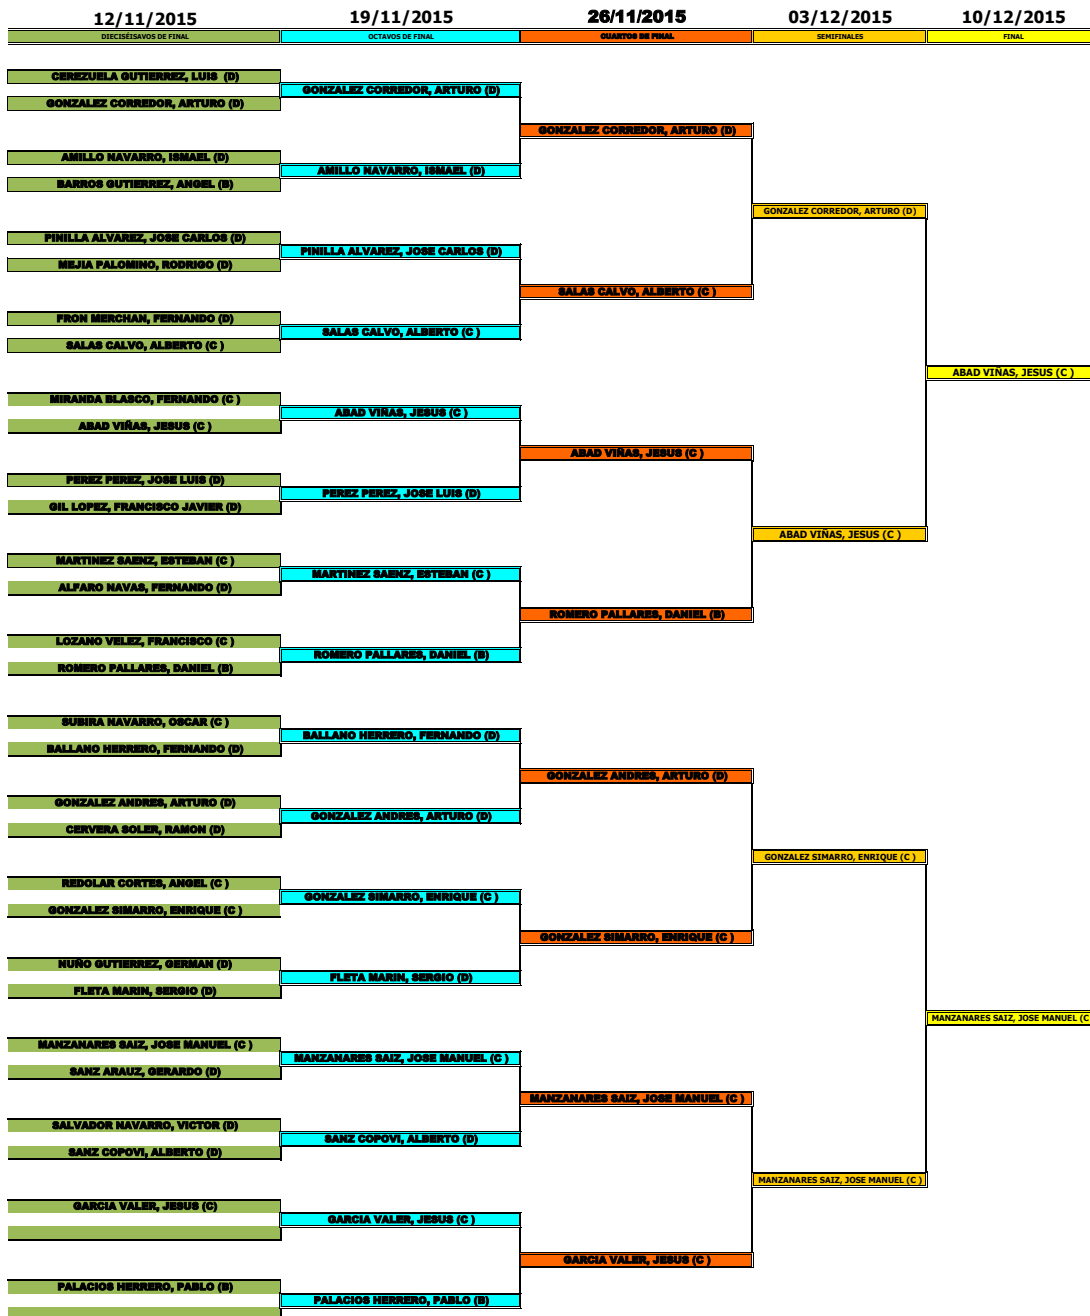 12/11/2015 19/11/2015 26/11/2015 03/12/2015 10/12/2015
DIECISÉISAVOS DE FINAL OCTAVOS DE FINAL CUARTOS DE FINAL SEMIFINALES FINAL
CEREZUELA GUTIERREZ, LUIS (D)
GONZALEZ CORREDOR, ARTURO (D)
GONZALEZ CORREDOR, ARTURO (D)
GONZALEZ CORREDOR, ARTURO (D)
AMILLO NAVARRO, ISMAEL (D)
AMILLO NAVARRO, ISMAEL (D)
BARROS GUTIERREZ, ANGEL (B)
GONZALEZ CORREDOR, ARTURO (D)
PINILLA ALVAREZ, JOSE CARLOS (D)
PINILLA ALVAREZ, JOSE CARLOS (D)
MEJIA PALOMINO, RODRIGO (D)
SALAS CALVO, ALBERTO (C )
FRON MERCHAN, FERNANDO (D)
SALAS CALVO, ALBERTO (C )
SALAS CALVO, ALBERTO (C )
ABAD VIÑAS, JESUS (C )
MIRANDA BLASCO, FERNANDO (C )
ABAD VIÑAS, JESUS (C )
ABAD VIÑAS, JESUS (C )
ABAD VIÑAS, JESUS (C )
PEREZ PEREZ, JOSE LUIS (D)
PEREZ PEREZ, JOSE LUIS (D)
GIL LOPEZ, FRANCISCO JAVIER (D)
ABAD VIÑAS, JESUS (C )
MARTINEZ SAENZ, ESTEBAN (C )
MARTINEZ SAENZ, ESTEBAN (C )
ALFARO NAVAS, FERNANDO (D)
ROMERO PALLARES, DANIEL (B)
LOZANO VELEZ, FRANCISCO (C )
ROMERO PALLARES, DANIEL (B)
ROMERO PALLARES, DANIEL (B)
SUBIRA NAVARRO, OSCAR (C )
BALLANO HERRERO, FERNANDO (D)
BALLANO HERRERO, FERNANDO (D)
GONZALEZ ANDRES, ARTURO (D)
GONZALEZ ANDRES, ARTURO (D)
GONZALEZ ANDRES, ARTURO (D)
CERVERA SOLER, RAMON (D)
GONZALEZ SIMARRO, ENRIQUE (C )
REDOLAR CORTES, ANGEL (C )
GONZALEZ SIMARRO, ENRIQUE (C )
GONZALEZ SIMARRO, ENRIQUE (C )
GONZALEZ SIMARRO, ENRIQUE (C )
NUÑO GUTIERREZ, GERMAN (D)
FLETA MARIN, SERGIO (D)
FLETA MARIN, SERGIO (D)
MANZANARES SAIZ, JOSE MANUEL (C
MANZANARES SAIZ, JOSE MANUEL (C )
MANZANARES SAIZ, JOSE MANUEL (C )
SANZ ARAUZ, GERARDO (D)
MANZANARES SAIZ, JOSE MANUEL (C )
SALVADOR NAVARRO, VICTOR (D)
SANZ COPOVI, ALBERTO (D)
SANZ COPOVI, ALBERTO (D)
MANZANARES SAIZ, JOSE MANUEL (C )
GARCIA VALER, JESUS (C)
GARCIA VALER, JESUS (C )
GARCIA VALER, JESUS (C )
PALACIOS HERRERO, PABLO (B)
PALACIOS HERRERO, PABLO (B)